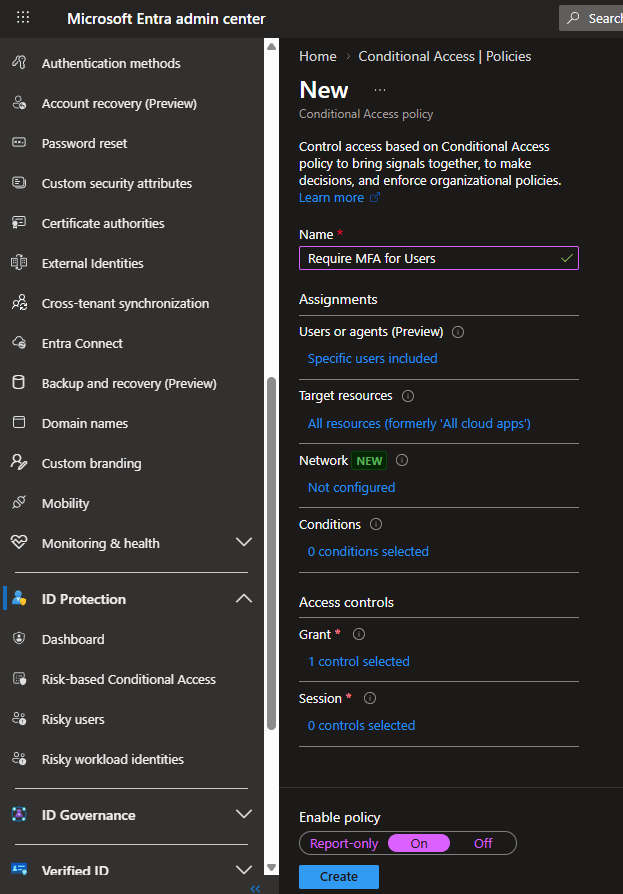 Microsoft Entra admin center
Search
Authentication methods
Account recovery (Preview)
Password reset
Custom security attributes
Certificate authorities
External Identities
Cross-tenant synchronization
Entra Connect
Backup and recovery (Preview)
Domain names
Custom branding
Mobility
Monitoring & health
ID Protection
Dashboard
Risk-based Conditional Access
Risky users
Risky workload identities
ID Governance
Verified ID
Home > Conditional Access | Policies
New ...
Conditional Access policy
Control access based on Conditional Access
policy to bring signals together, to make
decisions, and enforce organizational policies.
Learn more
Name *
Require MFA for Users
Assignments
Users or agents (Preview)
Specific users included
Target resources
All resources (formerly 'All cloud apps')
Network NEW
Not configured
Conditions
0 conditions selected
Access controls
Grant *
1 control selected
Session *
0 controls selected
Enable policy
Report-only On Off
Create